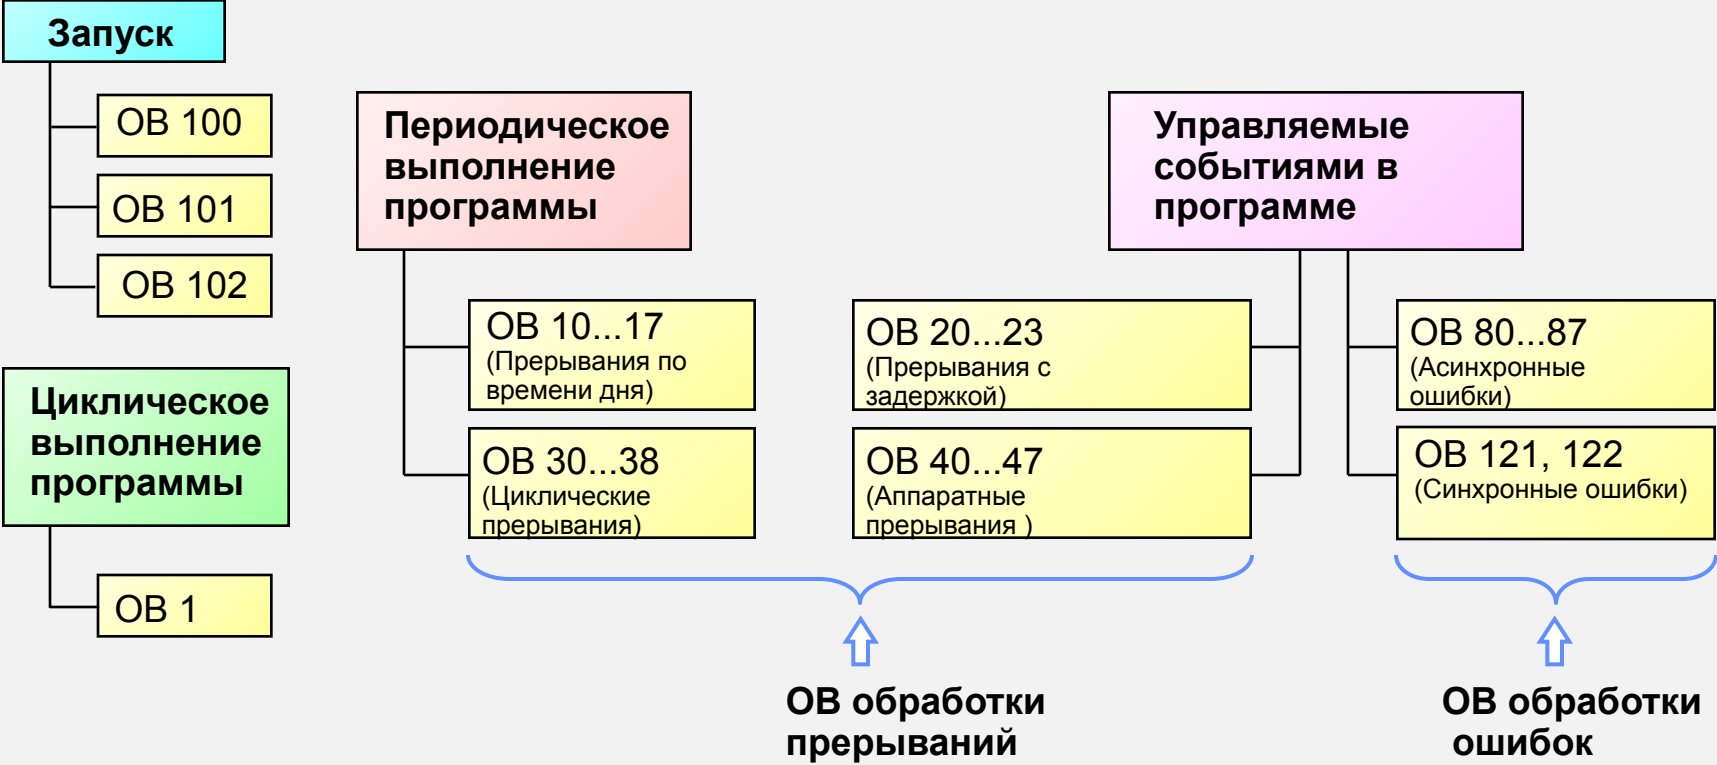 Запуск
OB 100
OB 101
OB 102
Циклическое
выполнение
программы
OB 1
Периодическое
выполнение
программы
OB 10...17
(Прерывания по
времени дня)
OB 30...38
(Циклические
прерывания)
Управляемые
событиями в
программе
OB 20...23
(Прерывания с
задержкой)
OB 40...47
(Аппаратные
прерывания )
OB 80...87
(Асинхронные
ошибки)
OB 121, 122
(Синхронные ошибки)
OB обработки
прерываний
OB обработки
ошибок